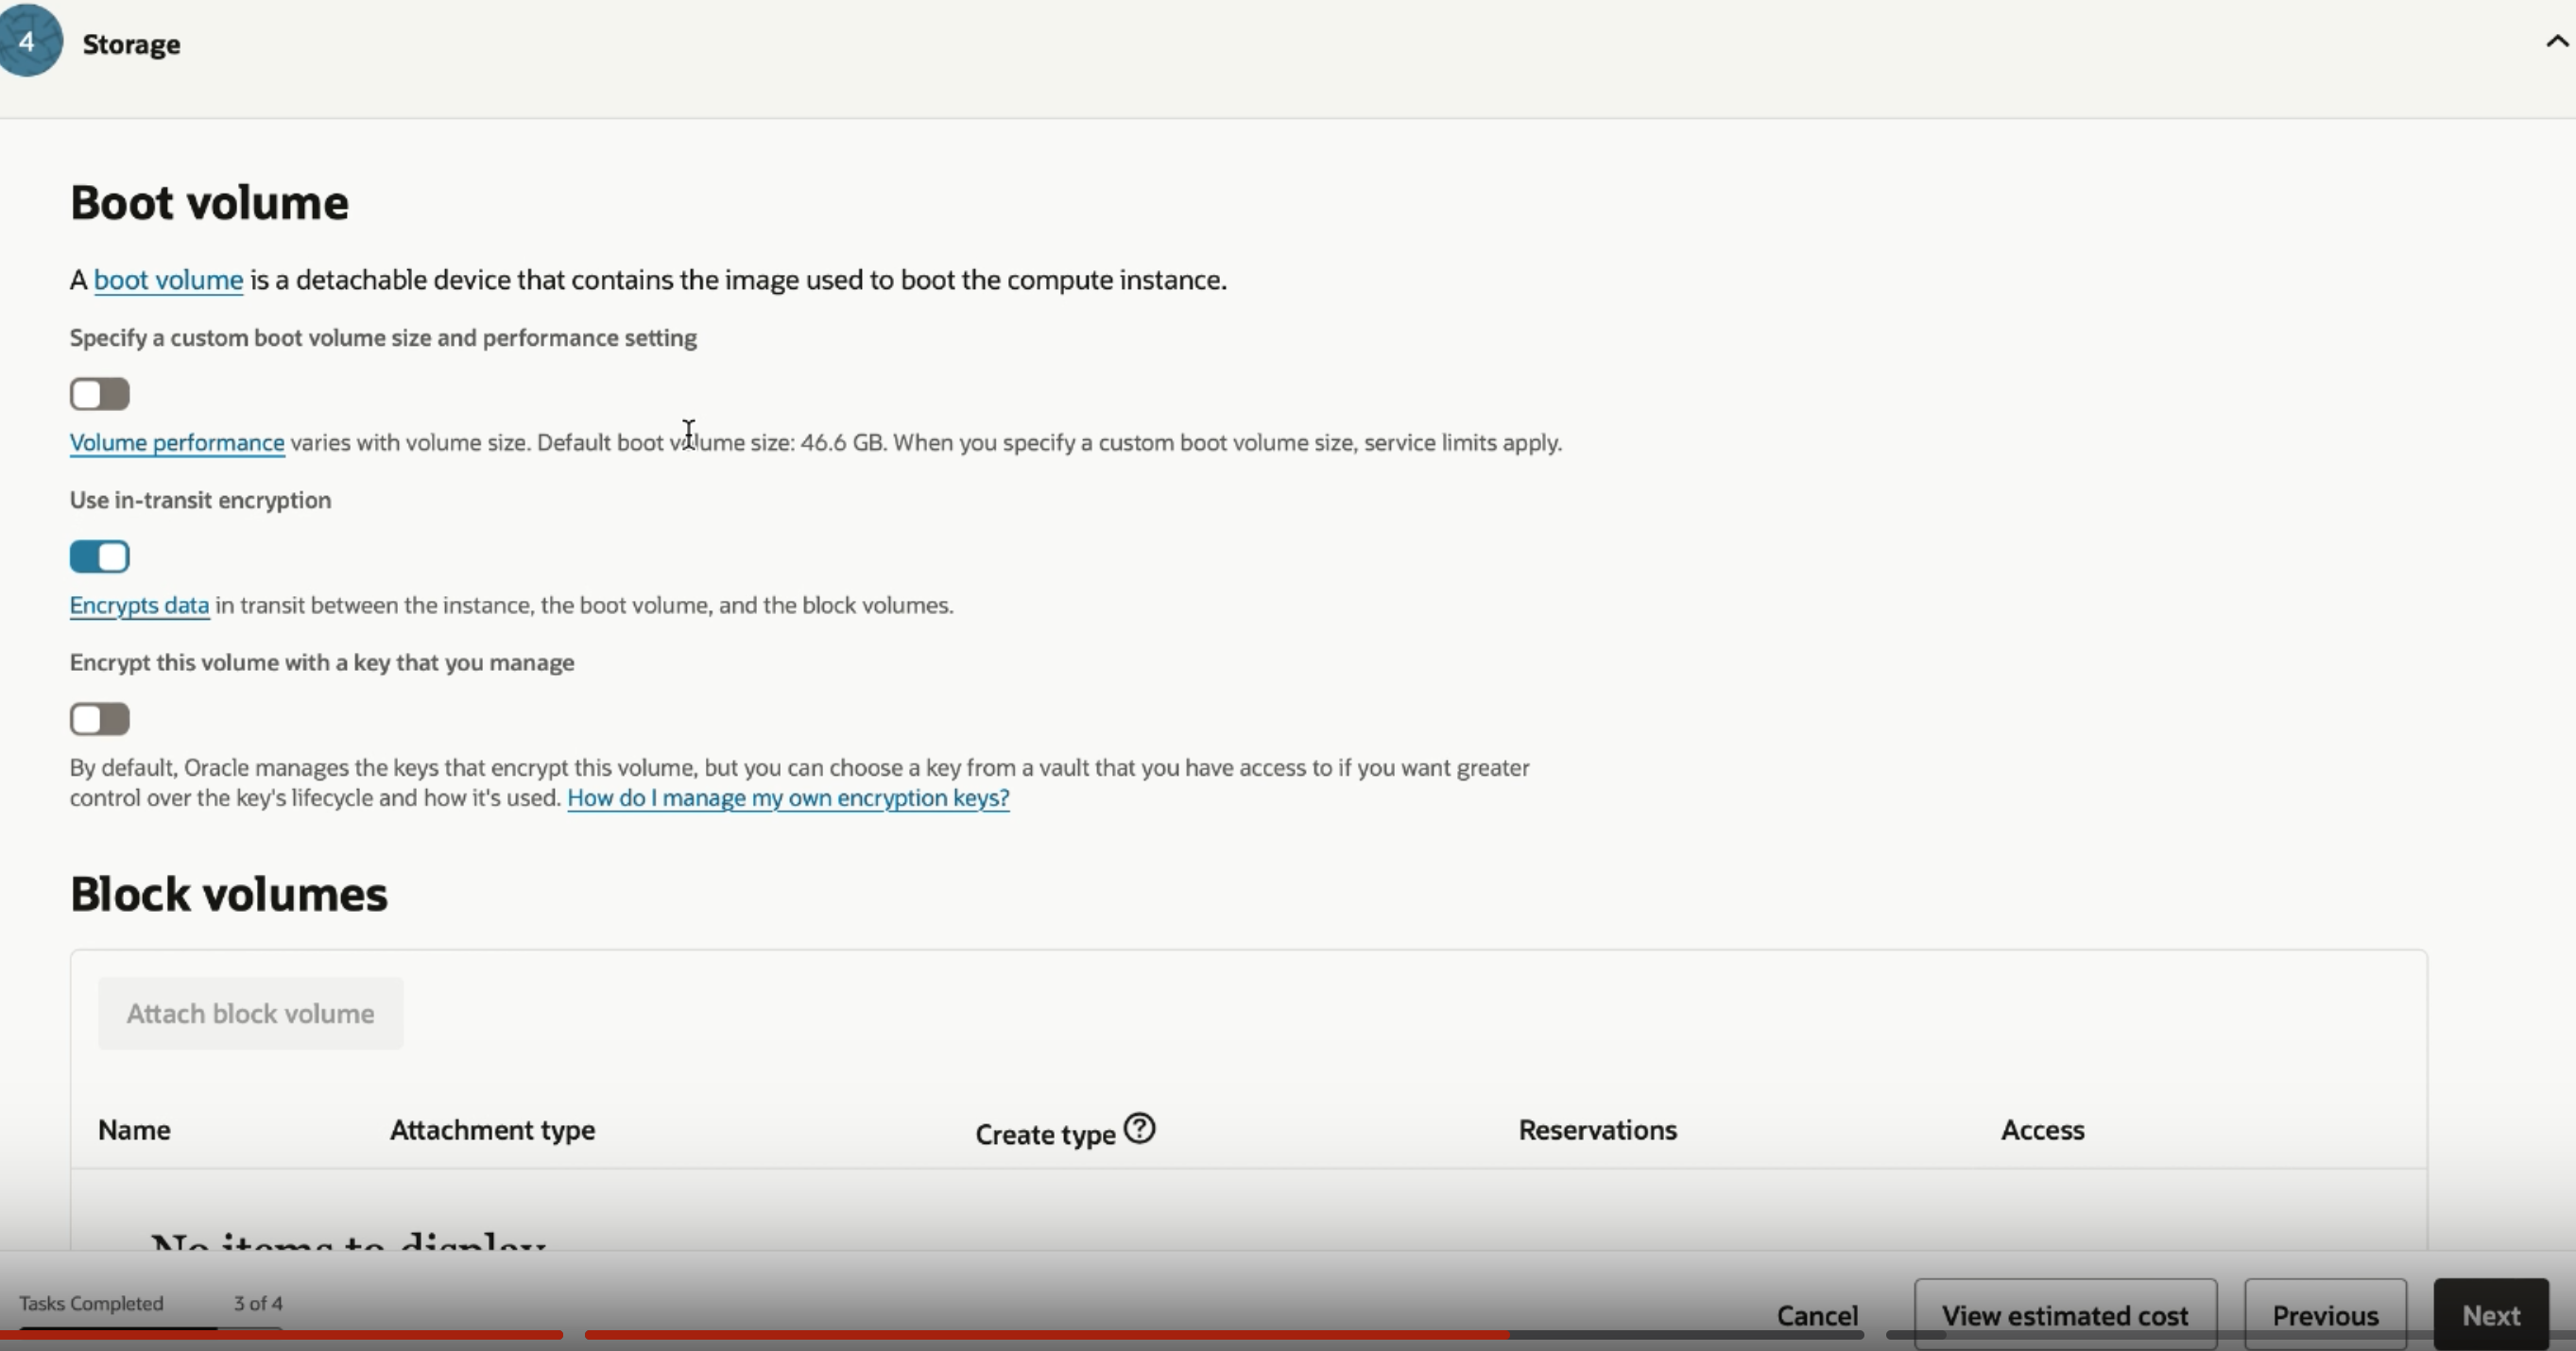 4
Storage
Boot volume
A boot volume is a detachable device that contains the image used to boot the compute instance.
Specify a custom boot volume size and performance setting
Volume performance varies with volume size. Default boot volume size: 46.6 GB. When you specify a custom boot volume size, service limits apply.
Use in-transit encryption
Encrypts data in transit between the instance, the boot volume, and the block volumes.
Encrypt this volume with a key that you manage
By default, Oracle manages the keys that encrypt this volume, but you can choose a key from a vault that you have access to if you want greater
control over the key's lifecycle and how it's used. How do I manage my own encryption keys?
Block volumes
Attach block volume
Name Attachment type Create type ? Reservations Access
No items to display
Tasks Completed 3 of 4
Cancel View estimated cost Previous Next